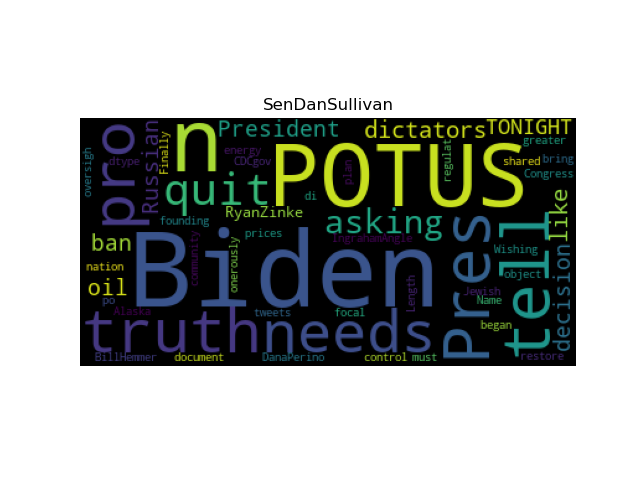 SenDanSullivan
oversigh
pro
dtype
Russian
Finally
n
President
energy
CDCgov
POTUS
plan
dictators
TONIGHT
regulat
greater
shared
bring
Congress
quit
di
founding
RyanZinke
asking
tell
like
ban
prices
IngrahamAngle
Pres
Wishing
nation
oil
po
Biden
community
onerously
Length
Jewish
Name
object
decision
Alaska
tweets
focal
began
truth
needs
BillHemmer
document
DanaPerino
control
must
restore